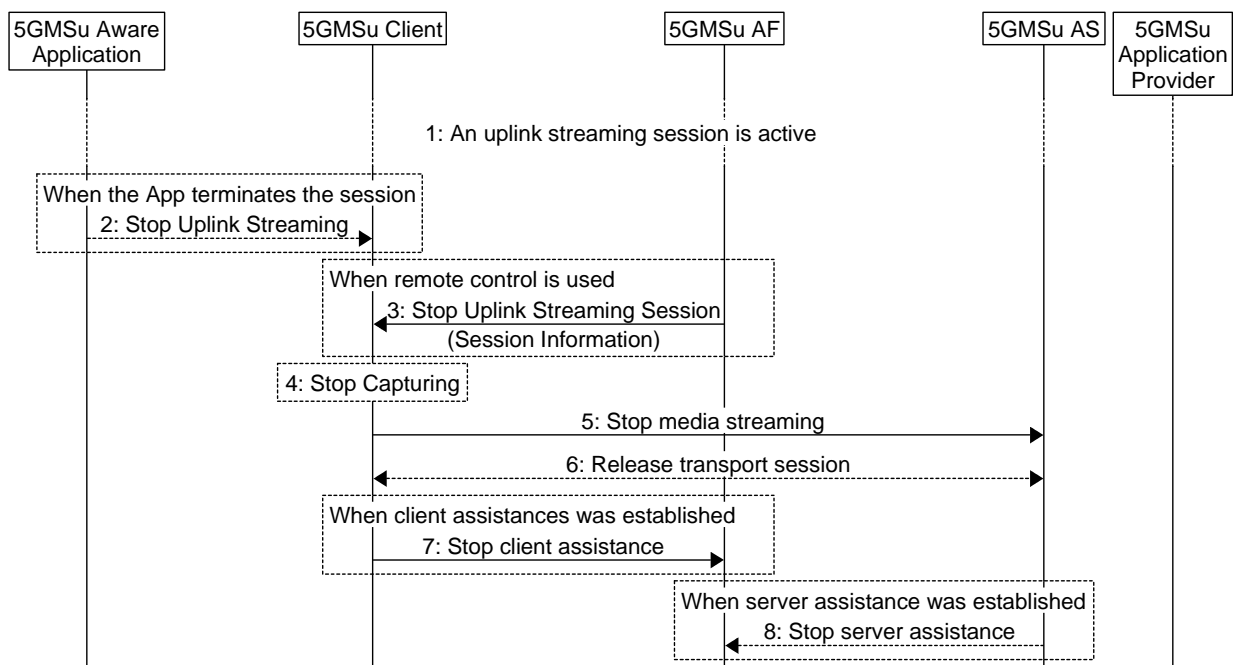 5GMSu Aware
Application
5GMSu Client
5GMSu AF
5GMSu AS
5GMSu
Application
Provider
1: An uplink streaming session is active
When the App terminates the session
2: Stop Uplink Streaming
When remote control is used
3: Stop Uplink Streaming Session
(Session Information)
4: Stop Capturing
5: Stop media streaming
6: Release transport session
When client assistances was established
7: Stop client assistance
When server assistance was established
8: Stop server assistance